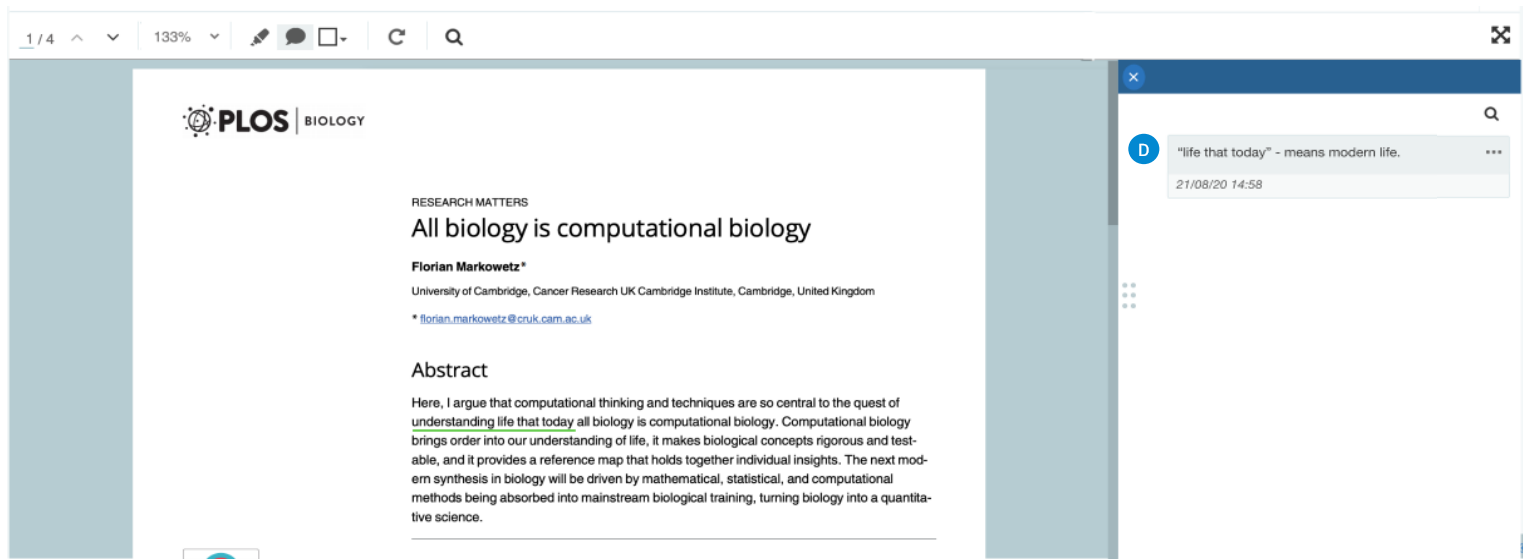 1 / 4 133%
PLOS BIOLOGY
RESEARCH MATTERS
All biology is computational biology
Florian Markowetz*
University of Cambridge, Cancer Research UK Cambridge Institute, Cambridge, United Kingdom
* florian.markowetz@cruk.cam.ac.uk
Abstract
Here, I argue that computational thinking and techniques are so central to the quest of
understanding life that today all biology is computational biology. Computational biology
brings order into our understanding of life, it makes biological concepts rigorous and test-
able, and it provides a reference map that holds together individual insights. The next mod-
ern synthesis in biology will be driven by mathematical, statistical, and computational
methods being absorbed into mainstream biological training, turning biology into a quantita-
tive science.
D
“life that today” - means modern life.
21/08/20 14:58